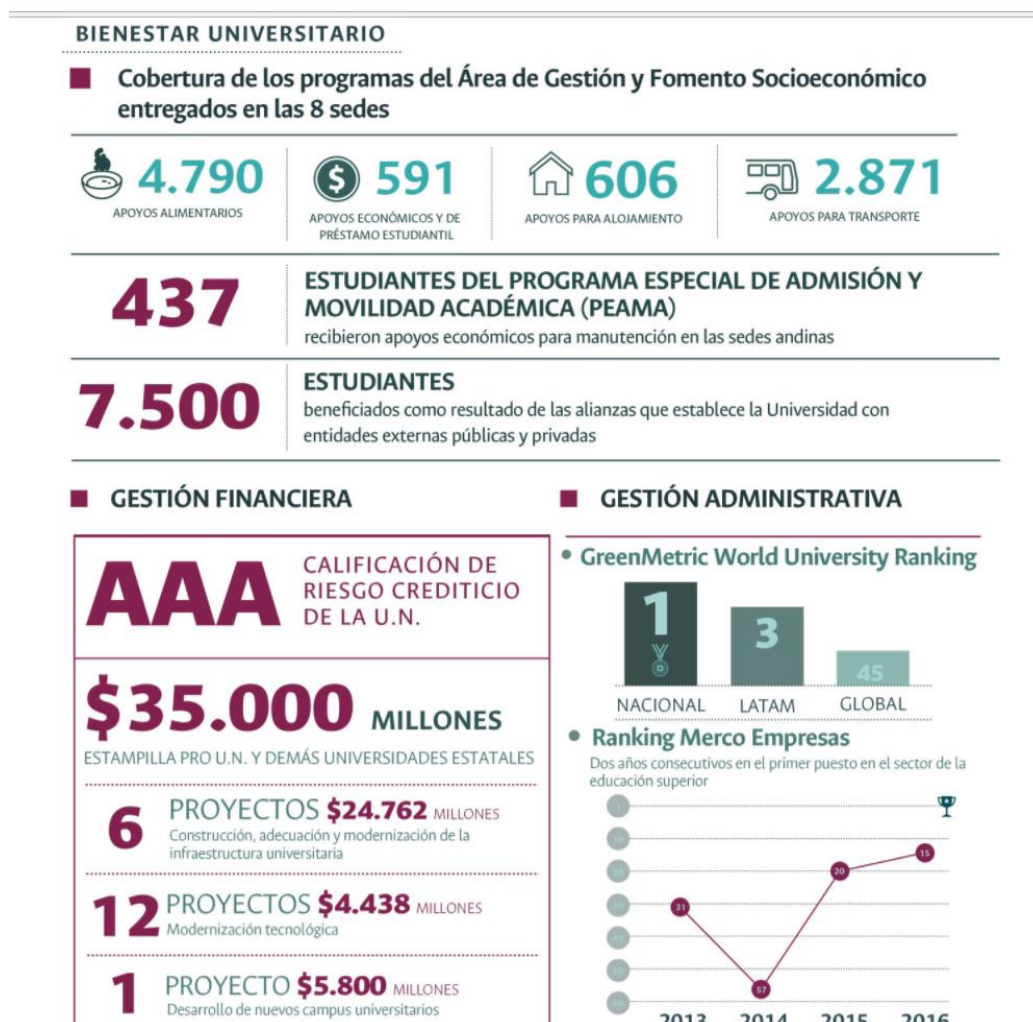 BIENESTAR UNIVERSITARIO
Cobertura de los programas del Área de Gestión y Fomento Socioeconómico
entregados en las 8 sedes
4.790
APOYOS ALIMENTARIOS
591
APOYOS ECONÓMICOS Y DE
PRÉSTAMO ESTUDIANTIL
606
APOYOS PARA ALOJAMIENTO
2.871
APOYOS PARA TRANSPORTE
437
ESTUDIANTES DEL PROGRAMA ESPECIAL DE ADMISIÓN Y
MOVILIDAD ACADÉMICA (PEAMA)
recibieron apoyos económicos para manutención en las sedes andinas
7.500
ESTUDIANTES
beneficiados como resultado de las alianzas que establece la Universidad con
entidades externas públicas y privadas
GESTIÓN FINANCIERA
AAA
CALIFICACIÓN DE
RIESGO CREDITICIO
DE LA U.N.
$35.000 MILLONES
ESTAMPILLA PRO U.N. Y DEMÁS UNIVERSIDADES ESTATALES
6
PROYECTOS $24.762 MILLONES
Construcción, adecuación y modernización de la
infraestructura universitaria
12
PROYECTOS $4.438 MILLONES
Modernización tecnológica
1
PROYECTO $5.800 MILLONES
Desarrollo de nuevos campus universitarios
GESTIÓN ADMINISTRATIVA
• GreenMetric World University Ranking
1
3
45
NACIONAL
LATAM
GLOBAL
• Ranking Merco Empresas
Dos años consecutivos en el primer puesto en el sector de la
educación superior
31
57
20
15
2013 2014 2015 2016